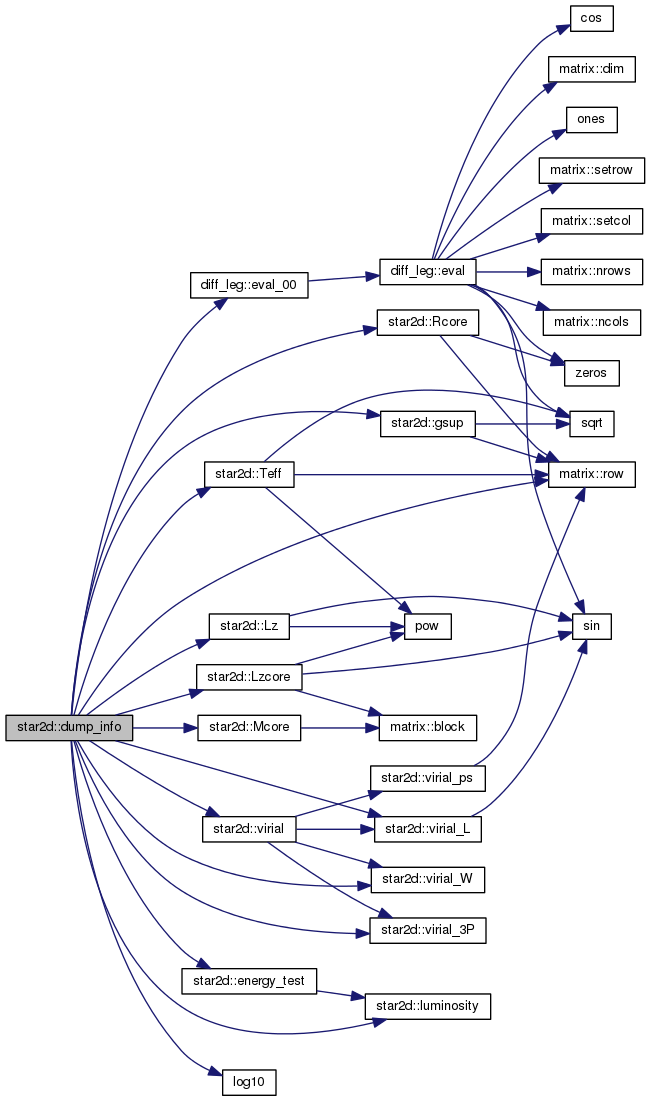 cos
matrix::dim
ones
matrix::setrow
matrix::setcol
diff_leg::eval
matrix::nrows
diff_leg::eval_00
matrix::ncols
star2d::Rcore
zeros
star2d::gsup
sqrt
star2d::Teff
matrix::row
star2d::Lz
pow
sin
star2d::Lzcore
star2d::dump_info
star2d::Mcore
matrix::block
star2d::virial_ps
star2d::virial
star2d::virial_L
star2d::virial_W
star2d::virial_3P
star2d::energy_test
star2d::luminosity
log10